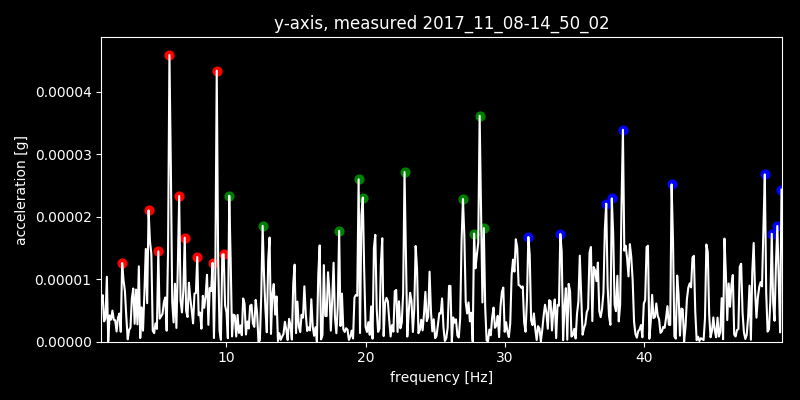 y-axis, measured 2017_11_08-14_50_02
acceleration [g]
0.00004
0.00003
0.00002
0.00001
0.00000
10 20 30 40
frequency [Hz]